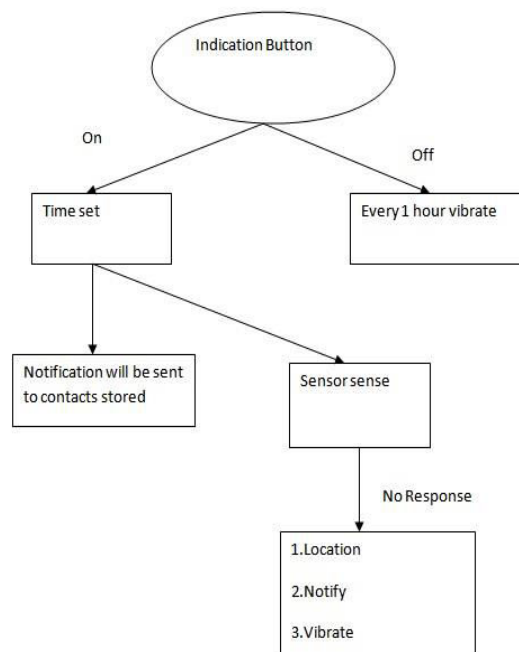 Indication Button
On
Off
Time set
Every 1 hour vibrate
Notification will be sent
to contacts stored
Sensor sense
No Response
1.Location
2.Notify
3.Vibrate